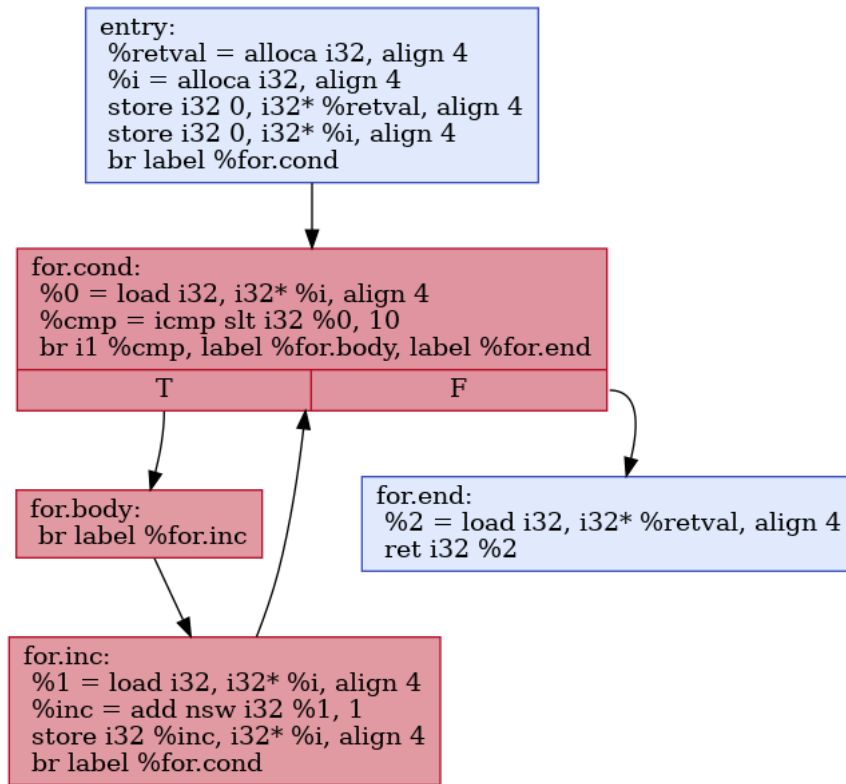 entry:
%retval = alloca i32, align 4
%i = alloca i32, align 4
store i32 0, i32* %retval, align 4
store i32 0, i32* %i, align 4
br label %for.cond
for.cond:
%0 = load i32, i32* %i, align 4
%cmp = icmp slt i32 %0, 10
br i1 %cmp, label %for.body, label %for.end
T
F
for.body:
br label %for.inc
for.end:
%2 = load i32, i32* %retval, align 4
ret i32 %2
for.inc:
%1 = load i32, i32* %i, align 4
%inc = add nsw i32 %1, 1
store i32 %inc, i32* %i, align 4
br label %for.cond